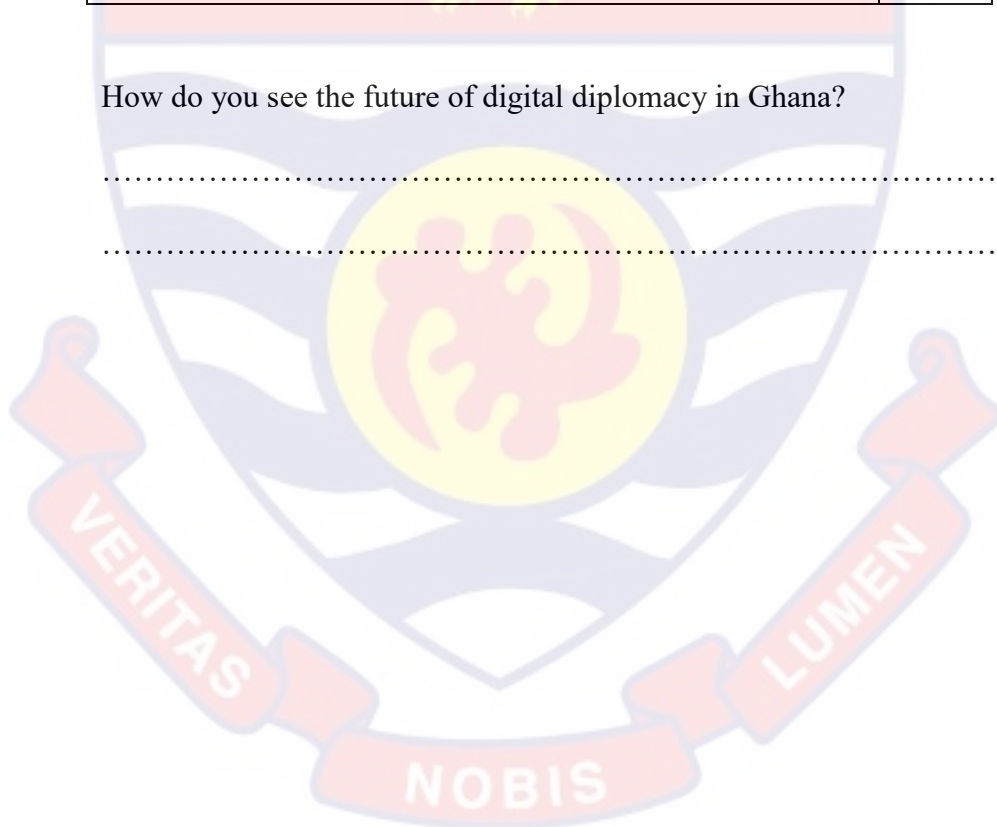 How do you see the future of digital diplomacy in Ghana?
……………………………………………………………………………
……………………………………………………………………………
VERITAS
NOBIS
LUMEN